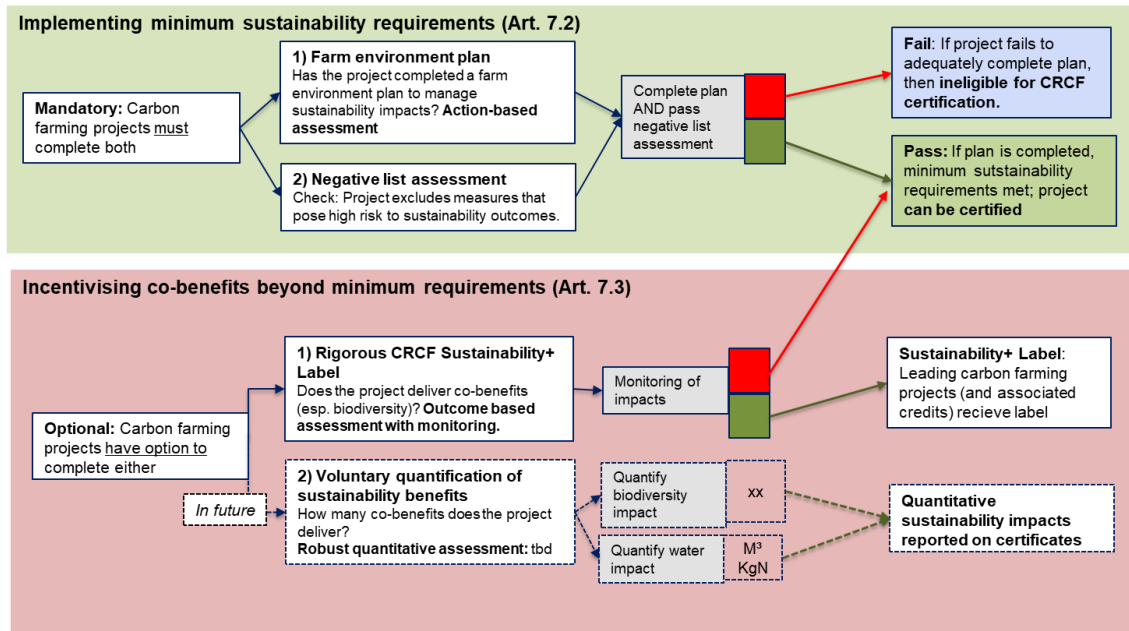 Implementing minimum sustainability requirements (Art. 7.2)
Mandatory: Carbon
farming projects must
complete both
1) Farm environment plan
Has the project completed a farm
environment plan to manage
sustainability impacts? Action-based
assessment
2) Negative list assessment
Check: Project excludes measures that
pose high risk to sustainability outcomes.
Complete plan
AND pass
negative list
assessment
Fail: If project fails to
adequately complete plan,
then ineligible for CRCF
certification.
Pass: If plan is completed,
minimum sutstainability
requirements met; project
can be certified
Incentivising co-benefits beyond minimum requirements (Art. 7.3)
Optional: Carbon farming
projects have option to
complete either
In future
1) Rigorous CRCF Sustainability+
Label
Does the project deliver co-benefits
(esp. biodiversity)? Outcome based
assessment with monitoring.
Monitoring of
impacts
Sustainability+ Label:
Leading carbon farming
projects (and associated
credits) recieve label
2) Voluntary quantification of
sustainability benefits
How many co-benefits does the project
deliver?
Robust quantitative assessment: tbd
Quantify
biodiversity
impact
xx
Quantify water
impact
M³
KgN
Quantitative
sustainability impacts
reported on certificates